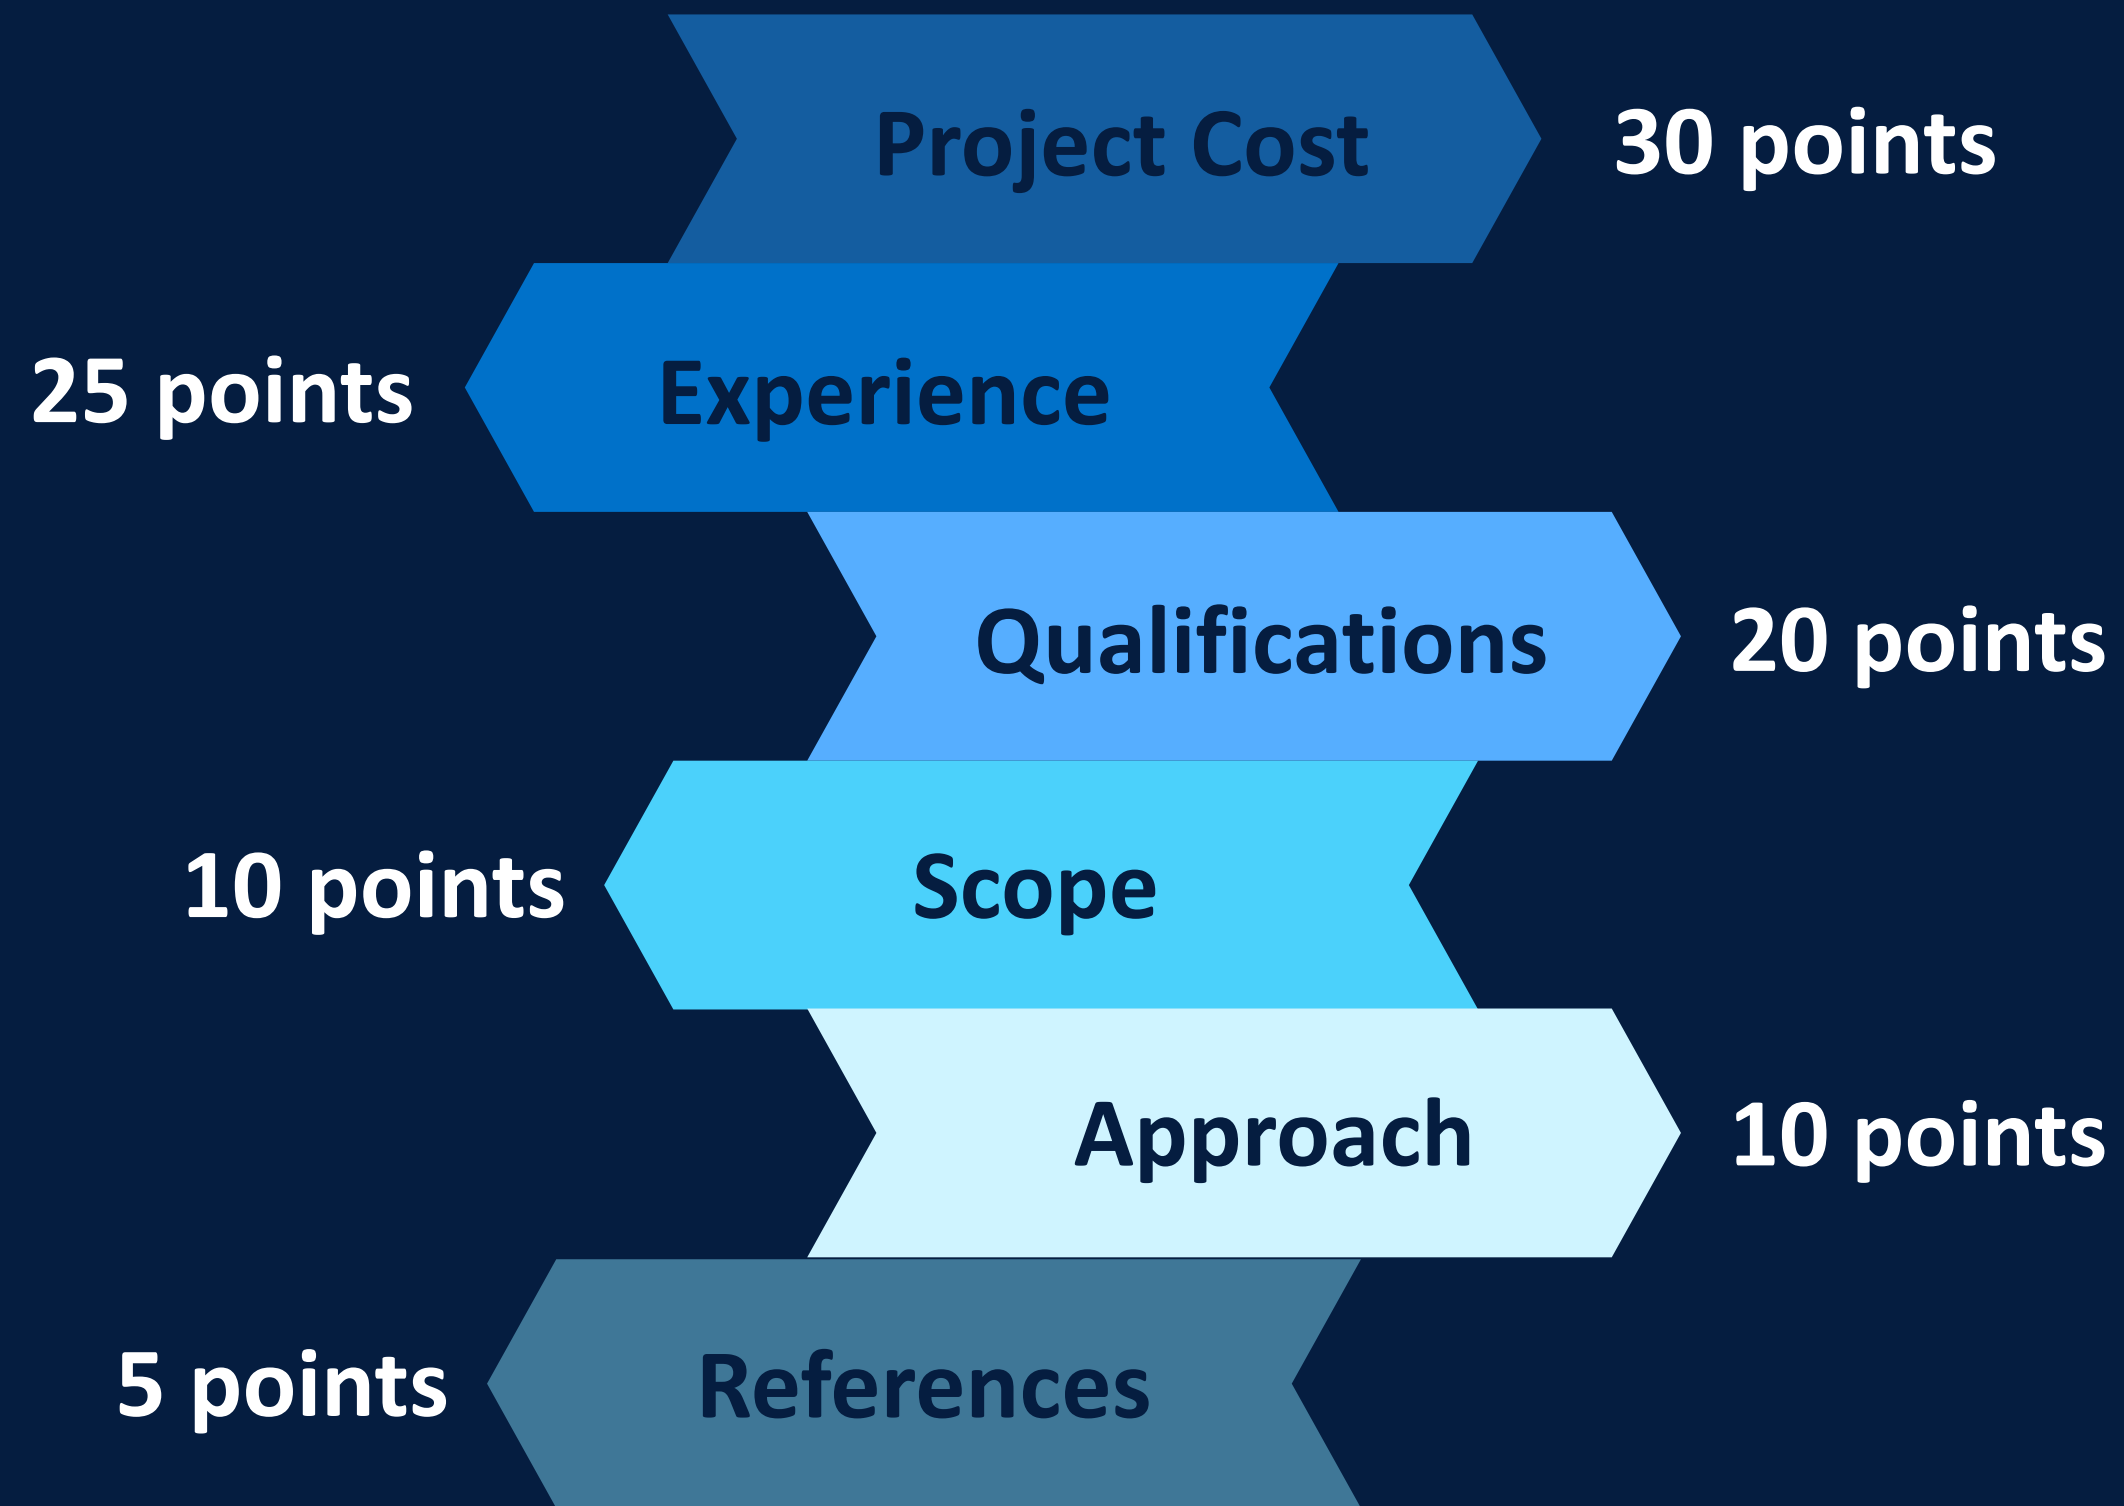 Project Cost
30 points
25 points
Experience
Qualifications
20 points
10 points
Scope
Approach
10 points
5 points
References